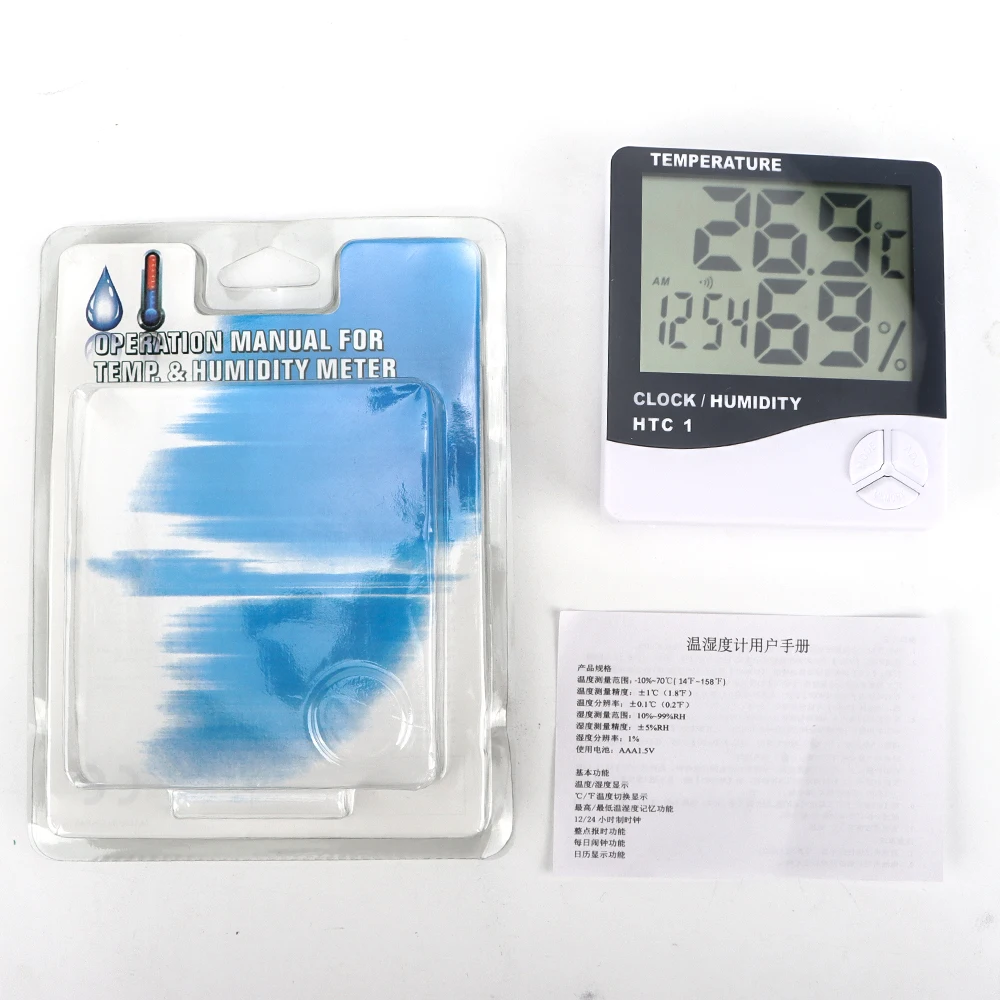 OPERATION MANUAL FOR
TEMP. & HUMIDITY METER
TEMPERATURE
26.9℃
AM
12 54
69%
CLOCK / HUMIDITY
HTC 1
温湿度计用户手册
产品规格
温度测量范围：-10%~70℃( 14℉~158℉)
温度测量精度： ±1℃（1.8℉）
温度分辨率： ±0.1℃（0.2℉）
湿度测量范围：10%~99%RH
湿度测量精度：±5%RH
湿度分辨率：1%
使用电池：AAA1.5V
基本功能
温度/湿度显示
℃/℉温度切换显示
最高/最低温湿度记忆功能
12/24 小时制时钟
整点报时功能
每日闹钟功能
日历显示功能